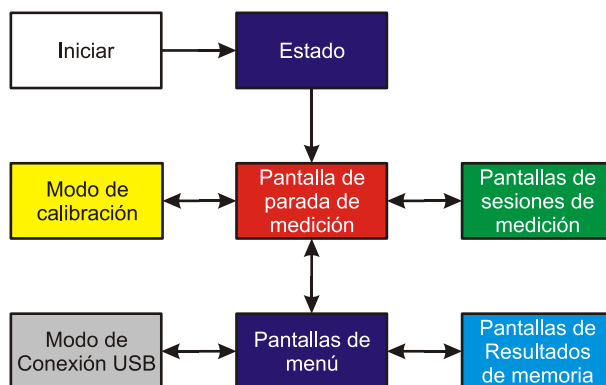 Iniciar
Estado
Modo de
calibración
Pantalla de
parada de
medición
Pantallas de
sesiones de
medición
Modo de
Conexión USB
Pantallas de
menú
Pantallas de
Resultados
de memoria